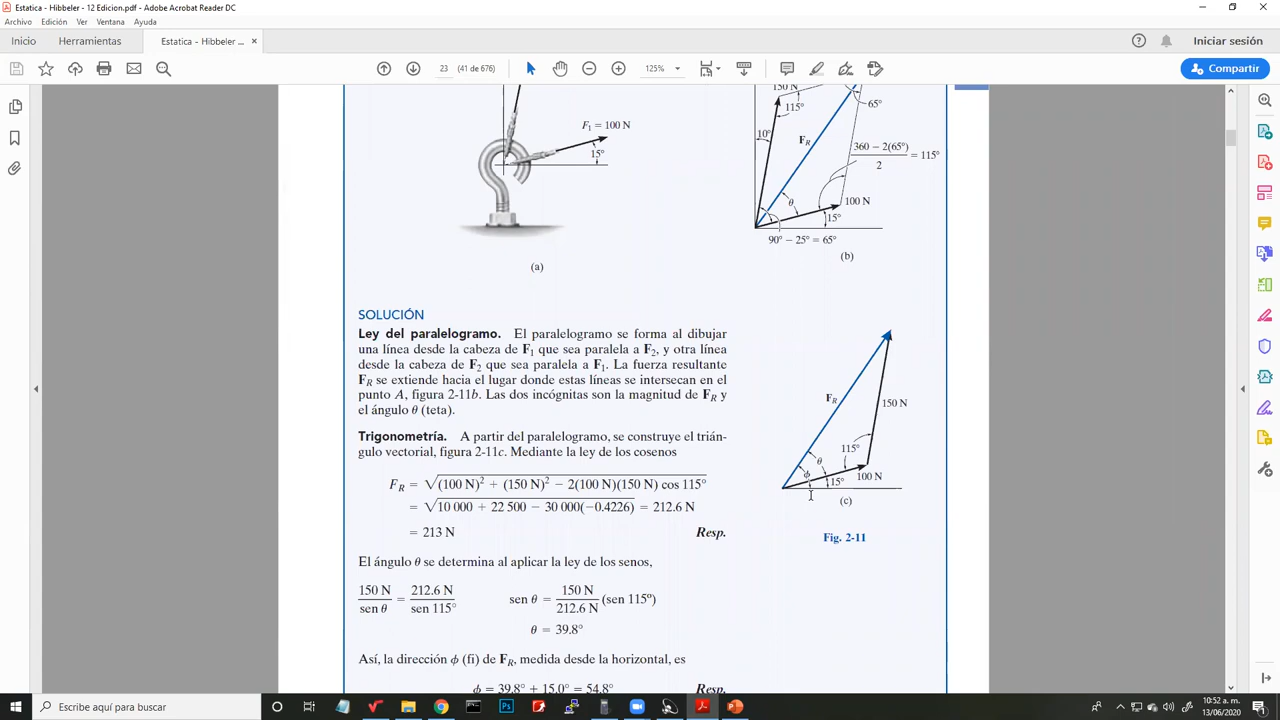 Estatica - Hibbeler - 12 Edicion.pdf - Adobe Acrobat Reader DC
Archivo Edición Ver Ventana Ayuda
Inicio Herramientas Estatica - Hibbeler ... × Iniciar sesión
23 (41 de 676) 125% Compartir
F1 = 100 N
15°
150 N
115°
65°
10°
FR
360 − 2(65°)
2
= 115°
θ
100 N
15°
90° − 25° = 65°
(a)
(b)
SOLUCIÓN
Ley del paralelogramo. El paralelogramo se forma al dibujar
una línea desde la cabeza de F1 que sea paralela a F2, y otra línea
desde la cabeza de F2 que sea paralela a F1. La fuerza resultante
FR se extiende hacia el lugar donde estas líneas se intersecan en el
punto A, figura 2-11b. Las dos incógnitas son la magnitud de FR y
el ángulo θ (teta).
Trigonometría. A partir del paralelogramo, se construye el trián-
gulo vectorial, figura 2-11c. Mediante la ley de los cosenos
FR = √(100 N)² + (150 N)² − 2(100 N)(150 N) cos 115°
= √10 000 + 22 500 − 30 000(−0.4226) = 212.6 N
= 213 N Resp.
El ángulo θ se determina al aplicar la ley de los senos,
150 N / sen θ = 212.6 N / sen 115° sen θ = 150 N / 212.6 N (sen 115º)
θ = 39.8°
Así, la dirección ϕ (fi) de FR, medida desde la horizontal, es
ϕ = 39.8° + 15.0° = 54.8° Resp.
FR
150 N
115°
θ
ϕ
15°
100 N
(c)
Fig. 2-11
Escribe aquí para buscar
10:52 a. m.
13/06/2020